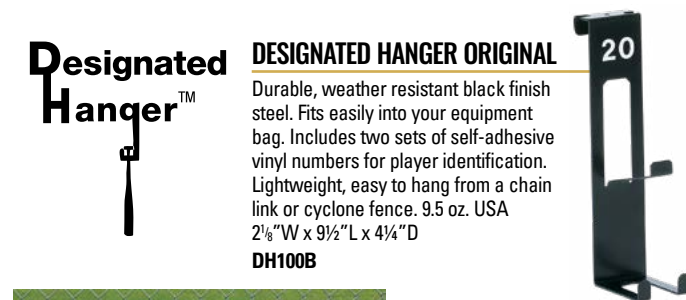 Designated
Hanger™
DESIGNATED HANGER ORIGINAL
Durable, weather resistant black finish
steel. Fits easily into your equipment
bag. Includes two sets of self-adhesive
vinyl numbers for player identification.
Lightweight, easy to hang from a chain
link or cyclone fence. 9.5 oz. USA
2⅛”W x 9½”L x 4¼”D
DH100B
20